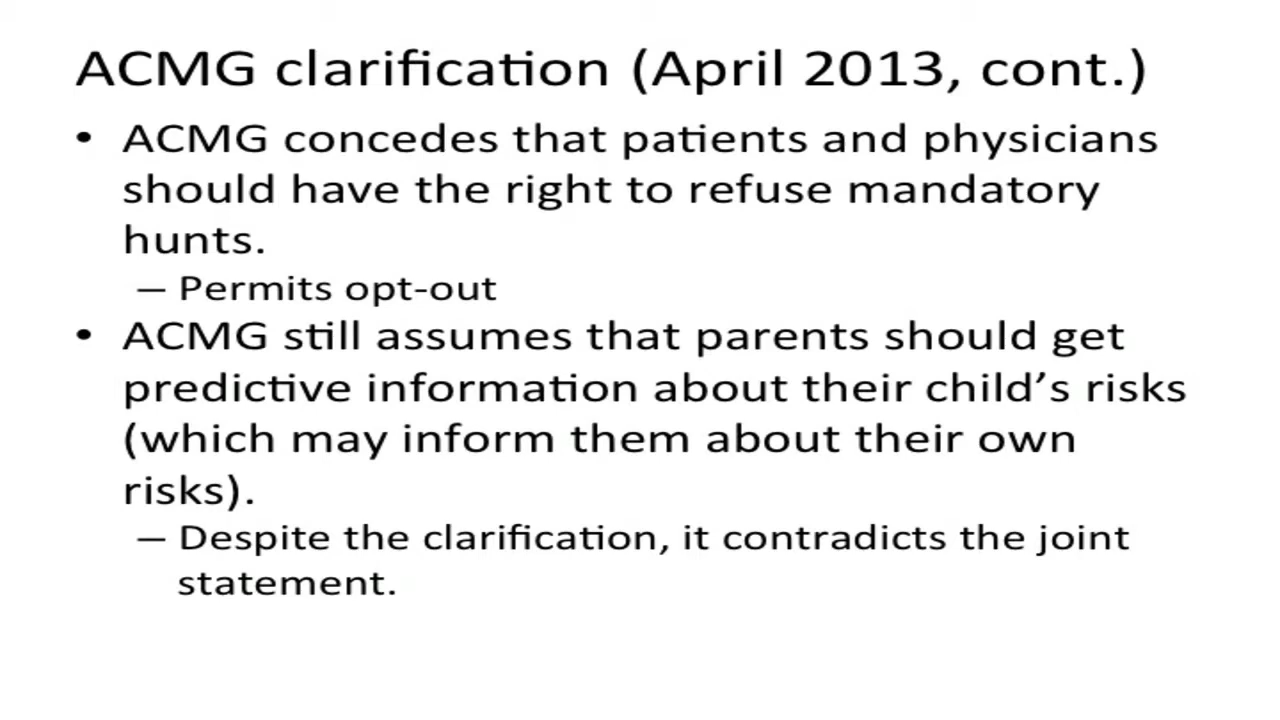 ACMG clarification (April 2013, cont.)
• ACMG concedes that patients and physicians
should have the right to refuse mandatory
hunts.
– Permits opt-out
• ACMG still assumes that parents should get
predictive information about their child’s risks
(which may inform them about their own
risks).
– Despite the clarification, it contradicts the joint
statement.